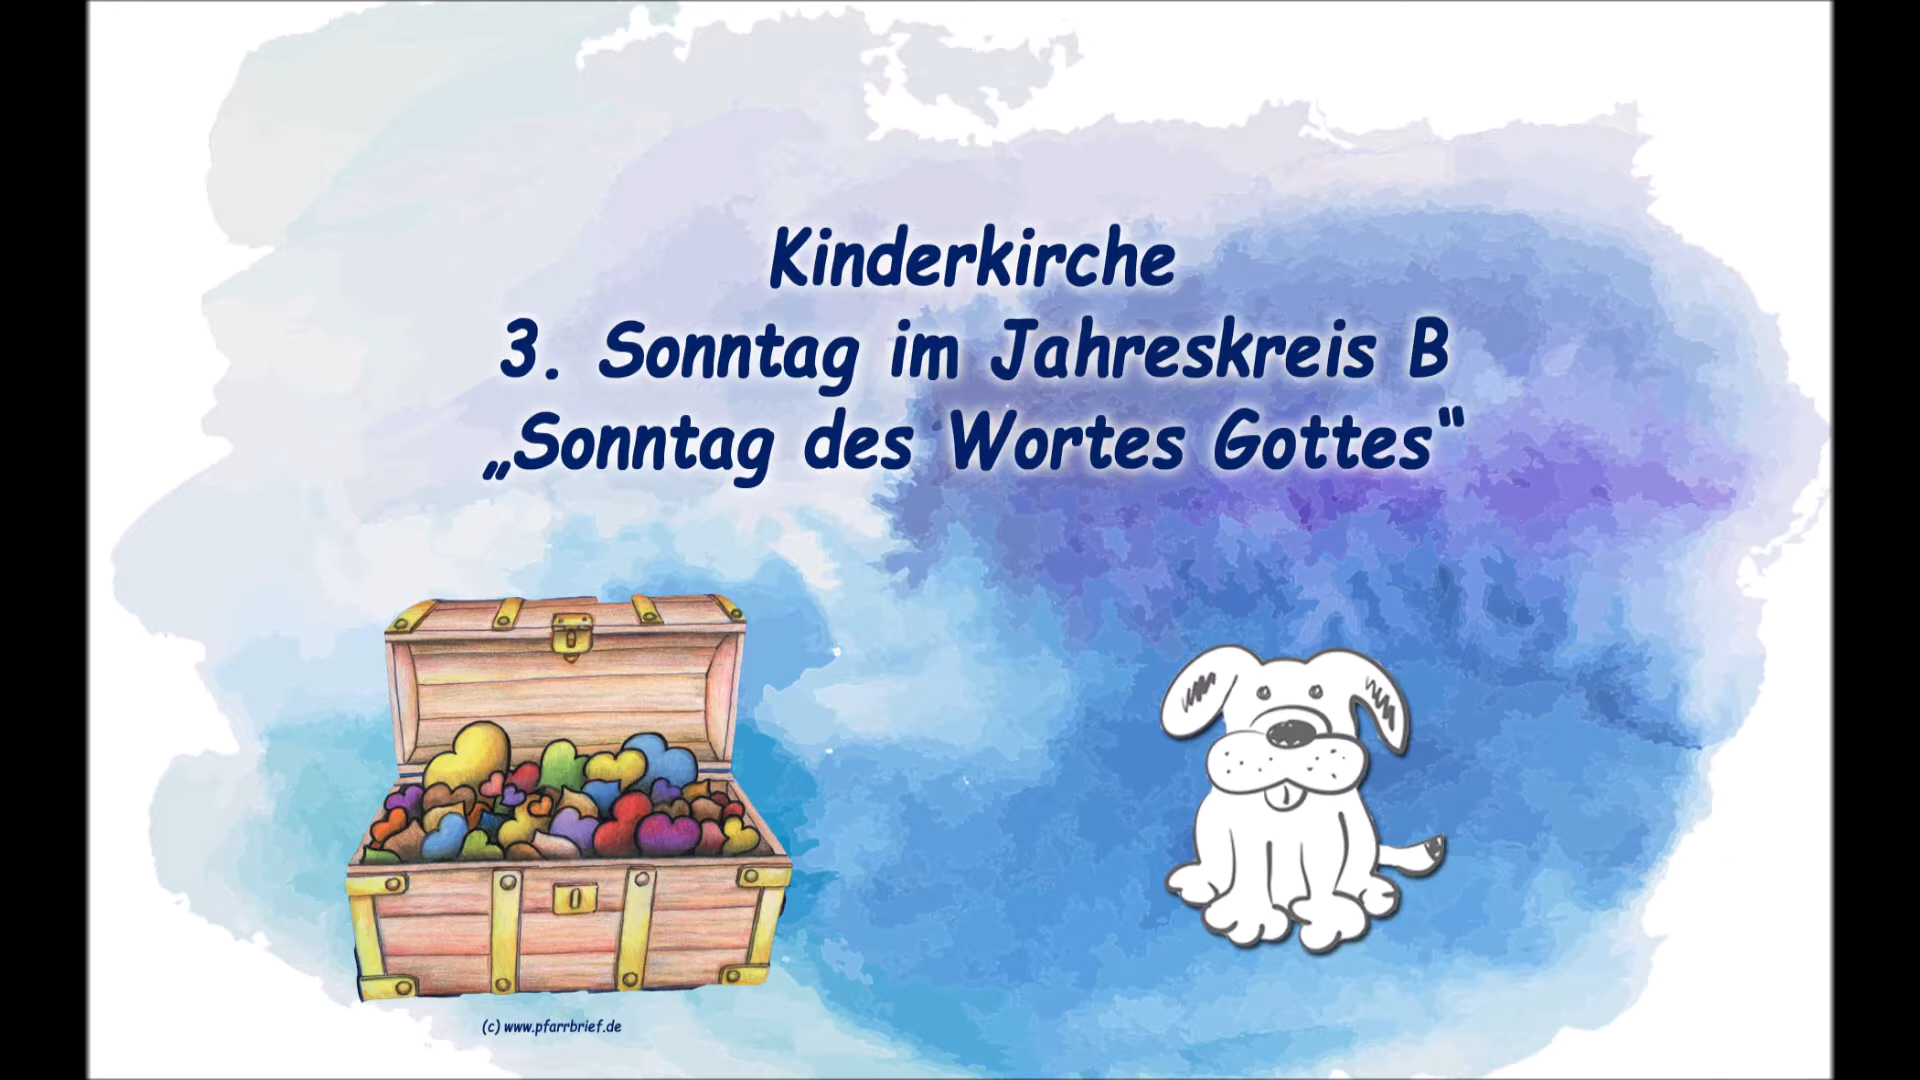 Kinderkirche
3. Sonntag im Jahreskreis B
„Sonntag des Wortes Gottes“
(c) www.pfarrbrief.de